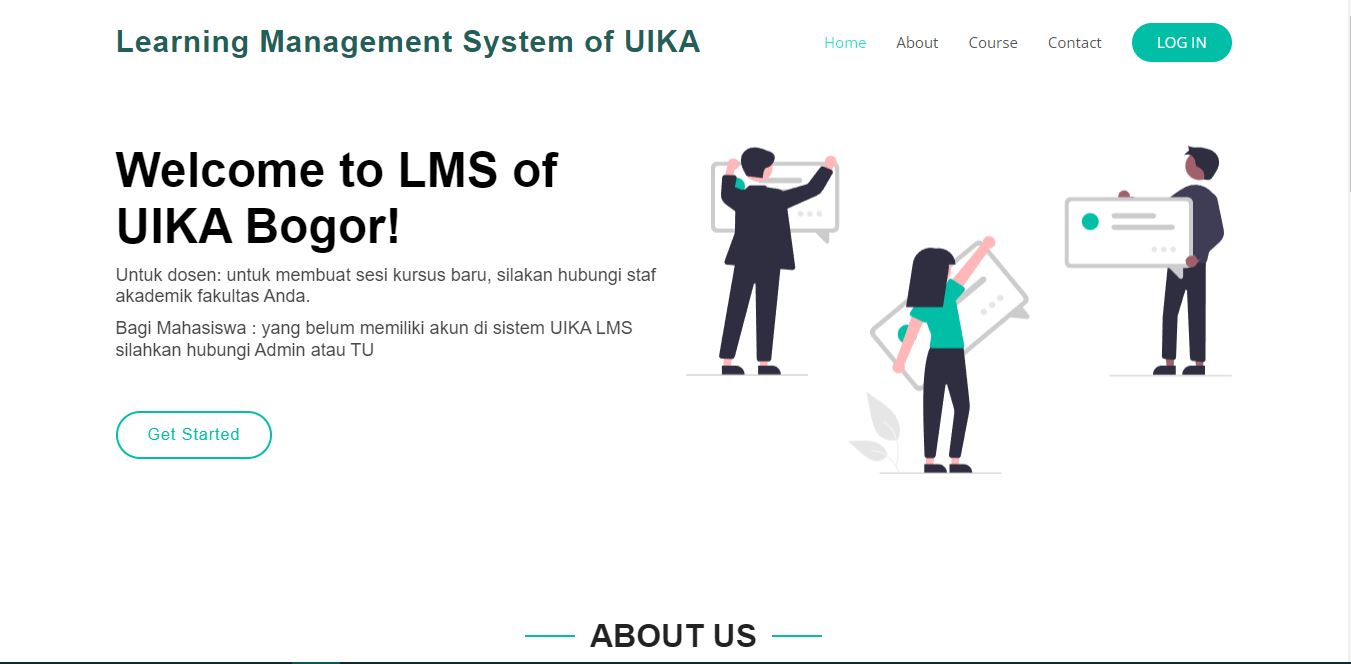 Learning Management System of UIKA
Home About Course Contact LOG IN
Welcome to LMS of
UIKA Bogor!
Untuk dosen: untuk membuat sesi kursus baru, silakan hubungi staf
akademik fakultas Anda.
Bagi Mahasiswa : yang belum memiliki akun di sistem UIKA LMS
silahkan hubungi Admin atau TU
Get Started
ABOUT US